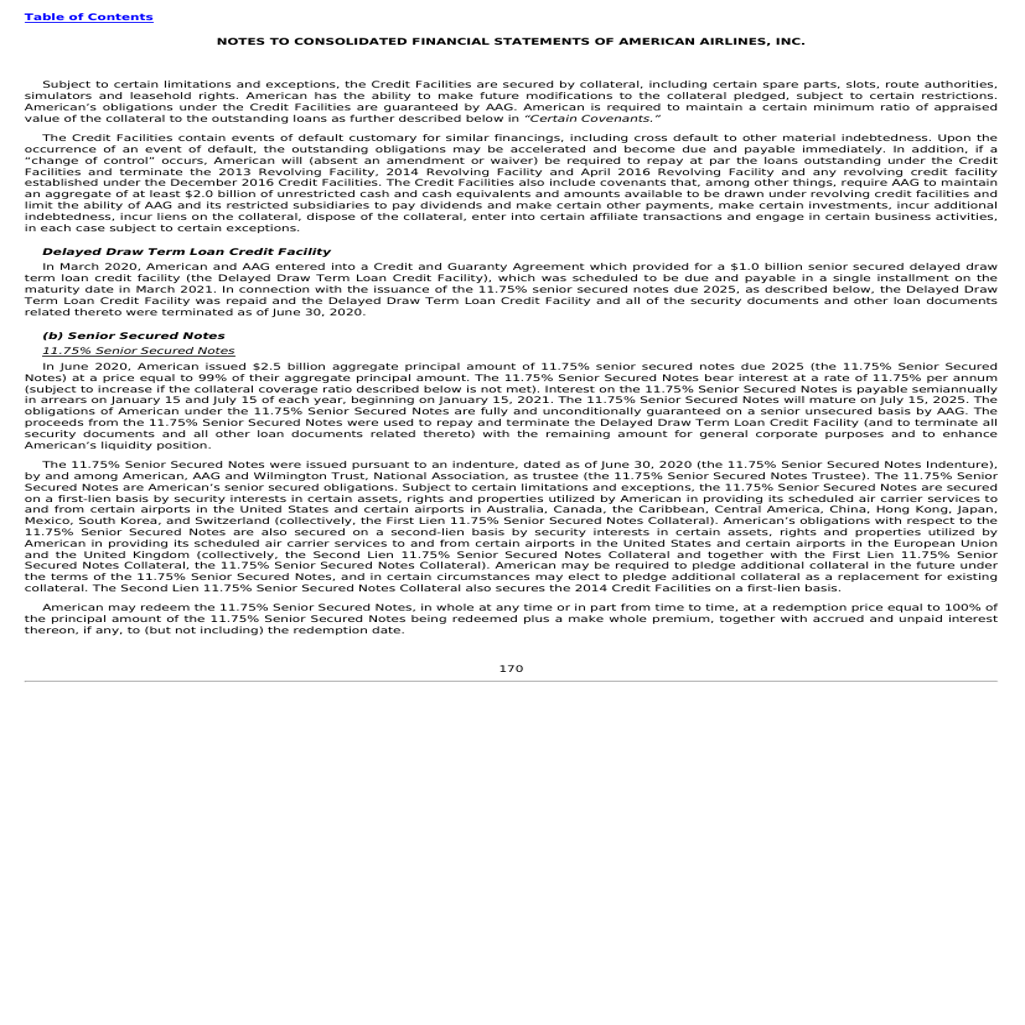 Table of Contents
NOTES TO CONSOLIDATED FINANCIAL STATEMENTS OF AMERICAN AIRLINES, INC.
Subject to certain limitations and exceptions, the Credit Facilities are secured by collateral, including certain spare parts, slots, route authorities,
simulators and leasehold rights. American has the ability to make future modifications to the collateral pledged, subject to certain restrictions.
American’s obligations under the Credit Facilities are guaranteed by AAG. American is required to maintain a certain minimum ratio of appraised
value of the collateral to the outstanding loans as further described below in “Certain Covenants.”
The Credit Facilities contain events of default customary for similar financings, including cross default to other material indebtedness. Upon the
occurrence of an event of default, the outstanding obligations may be accelerated and become due and payable immediately. In addition, if a
“change of control” occurs, American will (absent an amendment or waiver) be required to repay at par the loans outstanding under the Credit
Facilities and terminate the 2013 Revolving Facility, 2014 Revolving Facility and April 2016 Revolving Facility and any revolving credit facility
established under the December 2016 Credit Facilities. The Credit Facilities also include covenants that, among other things, require AAG to maintain
an aggregate of at least $2.0 billion of unrestricted cash and cash equivalents and amounts available to be drawn under revolving credit facilities and
limit the ability of AAG and its restricted subsidiaries to pay dividends and make certain other payments, make certain investments, incur additional
indebtedness, incur liens on the collateral, dispose of the collateral, enter into certain affiliate transactions and engage in certain business activities,
in each case subject to certain exceptions.
Delayed Draw Term Loan Credit Facility
In March 2020, American and AAG entered into a Credit and Guaranty Agreement which provided for a $1.0 billion senior secured delayed draw
term loan credit facility (the Delayed Draw Term Loan Credit Facility), which was scheduled to be due and payable in a single installment on the
maturity date in March 2021. In connection with the issuance of the 11.75% senior secured notes due 2025, as described below, the Delayed Draw
Term Loan Credit Facility was repaid and the Delayed Draw Term Loan Credit Facility and all of the security documents and other loan documents
related thereto were terminated as of June 30, 2020.
(b) Senior Secured Notes
11.75% Senior Secured Notes
In June 2020, American issued $2.5 billion aggregate principal amount of 11.75% senior secured notes due 2025 (the 11.75% Senior Secured
Notes) at a price equal to 99% of their aggregate principal amount. The 11.75% Senior Secured Notes bear interest at a rate of 11.75% per annum
(subject to increase if the collateral coverage ratio described below is not met). Interest on the 11.75% Senior Secured Notes is payable semiannually
in arrears on January 15 and July 15 of each year, beginning on January 15, 2021. The 11.75% Senior Secured Notes will mature on July 15, 2025. The
obligations of American under the 11.75% Senior Secured Notes are fully and unconditionally guaranteed on a senior unsecured basis by AAG. The
proceeds from the 11.75% Senior Secured Notes were used to repay and terminate the Delayed Draw Term Loan Credit Facility (and to terminate all
security documents and all other loan documents related thereto) with the remaining amount for general corporate purposes and to enhance
American’s liquidity position.
The 11.75% Senior Secured Notes were issued pursuant to an indenture, dated as of June 30, 2020 (the 11.75% Senior Secured Notes Indenture),
by and among American, AAG and Wilmington Trust, National Association, as trustee (the 11.75% Senior Secured Notes Trustee). The 11.75% Senior
Secured Notes are American’s senior secured obligations. Subject to certain limitations and exceptions, the 11.75% Senior Secured Notes are secured
on a first-lien basis by security interests in certain assets, rights and properties utilized by American in providing its scheduled air carrier services to
and from certain airports in the United States and certain airports in Australia, Canada, the Caribbean, Central America, China, Hong Kong, Japan,
Mexico, South Korea, and Switzerland (collectively, the First Lien 11.75% Senior Secured Notes Collateral). American’s obligations with respect to the
11.75% Senior Secured Notes are also secured on a second-lien basis by security interests in certain assets, rights and properties utilized by
American in providing its scheduled air carrier services to and from certain airports in the United States and certain airports in the European Union
and the United Kingdom (collectively, the Second Lien 11.75% Senior Secured Notes Collateral and together with the First Lien 11.75% Senior
Secured Notes Collateral, the 11.75% Senior Secured Notes Collateral). American may be required to pledge additional collateral in the future under
the terms of the 11.75% Senior Secured Notes, and in certain circumstances may elect to pledge additional collateral as a replacement for existing
collateral. The Second Lien 11.75% Senior Secured Notes Collateral also secures the 2014 Credit Facilities on a first-lien basis.
American may redeem the 11.75% Senior Secured Notes, in whole at any time or in part from time to time, at a redemption price equal to 100% of
the principal amount of the 11.75% Senior Secured Notes being redeemed plus a make whole premium, together with accrued and unpaid interest
thereon, if any, to (but not including) the redemption date.
170